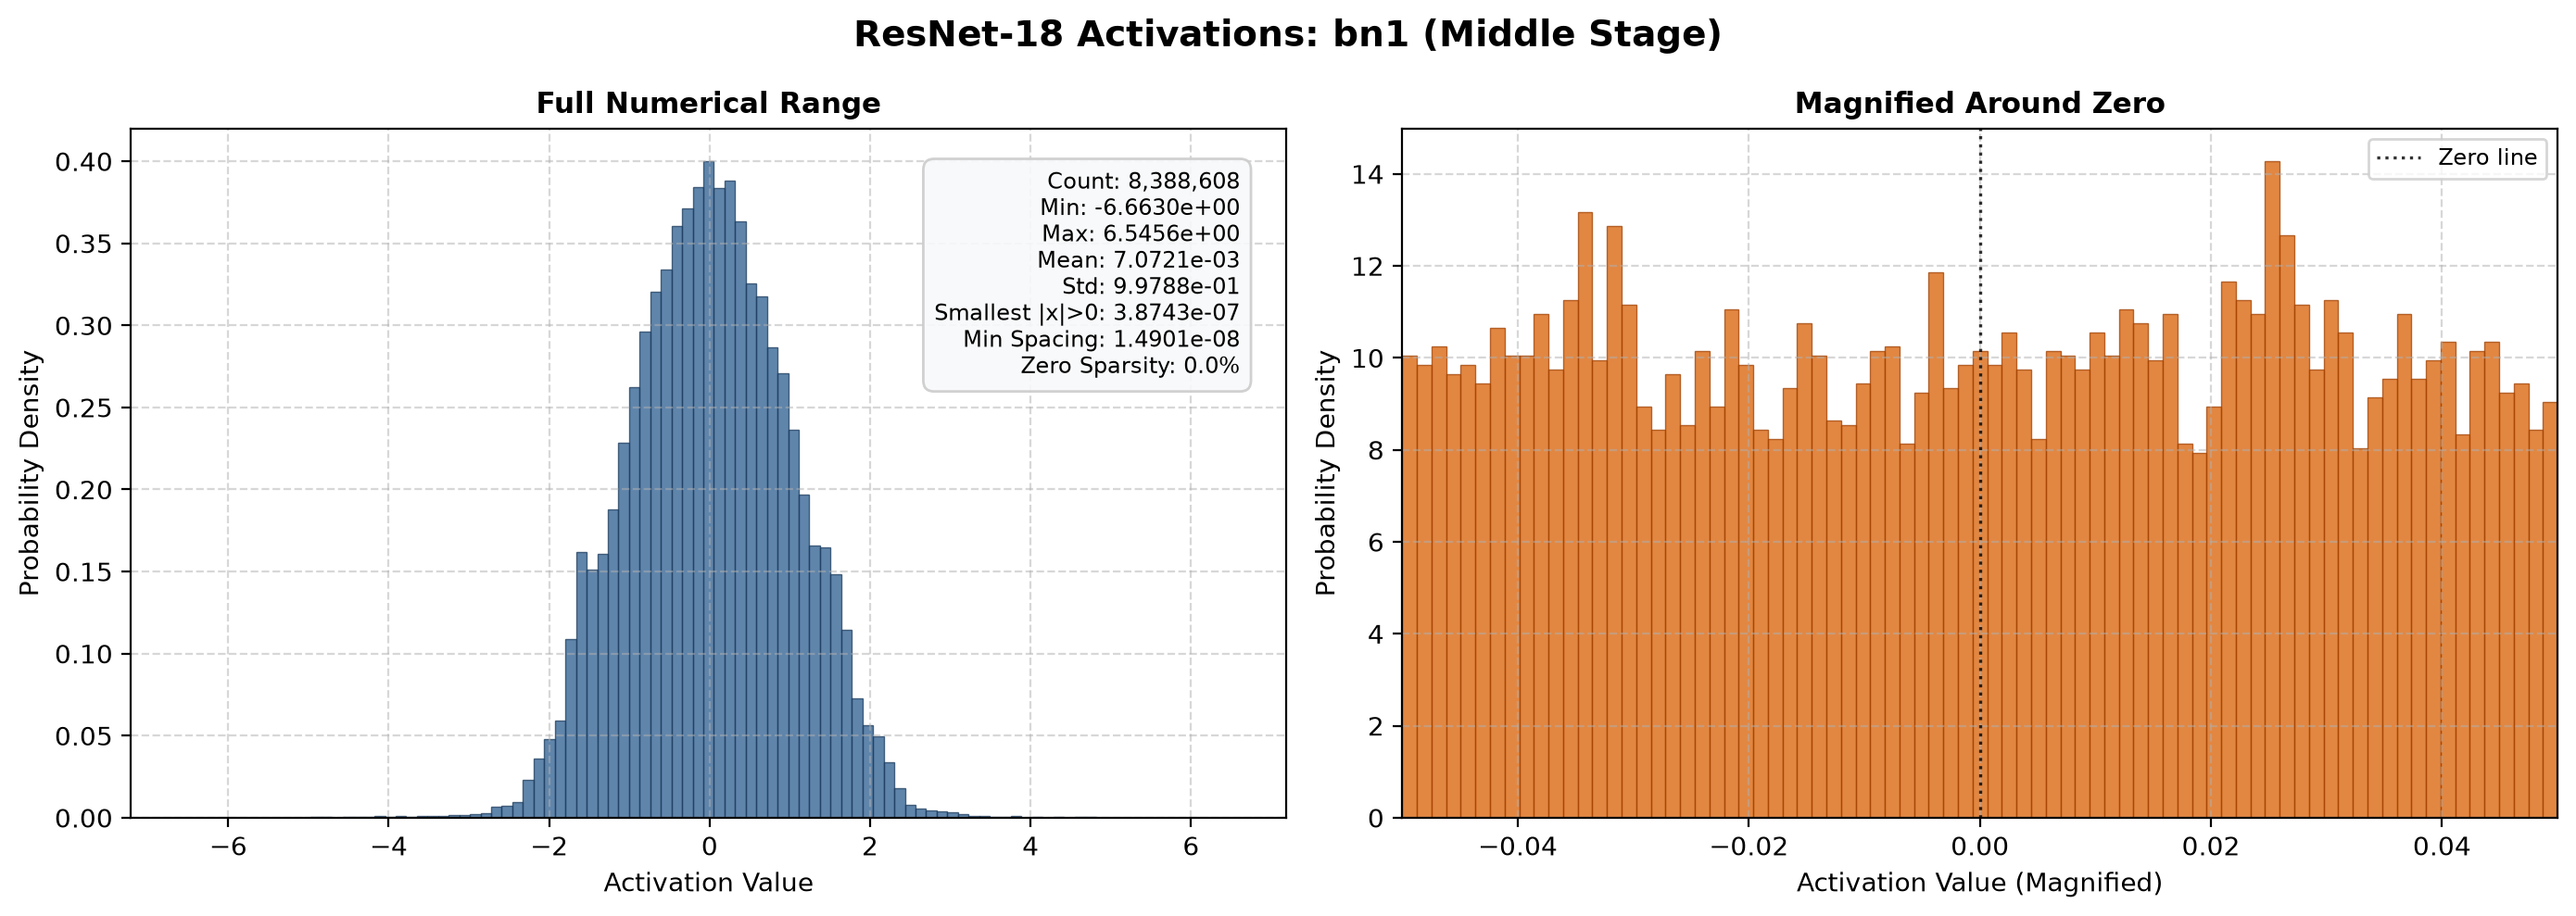 ResNet-18 Activations: bn1 (Middle Stage)
Full Numerical Range
Probability Density
0.40
0.35
0.30
0.25
0.20
0.15
0.10
0.05
0.00
Count: 8,388,608
Min: -6.6630e+00
Max: 6.5456e+00
Mean: 7.0721e-03
Std: 9.9788e-01
Smallest |x|>0: 3.8743e-07
Min Spacing: 1.4901e-08
Zero Sparsity: 0.0%
−6 −4 −2 0 2 4 6
Activation Value
Magnified Around Zero
Probability Density
14
12
10
8
6
4
2
0
Zero line
−0.04 −0.02 0.00 0.02 0.04
Activation Value (Magnified)